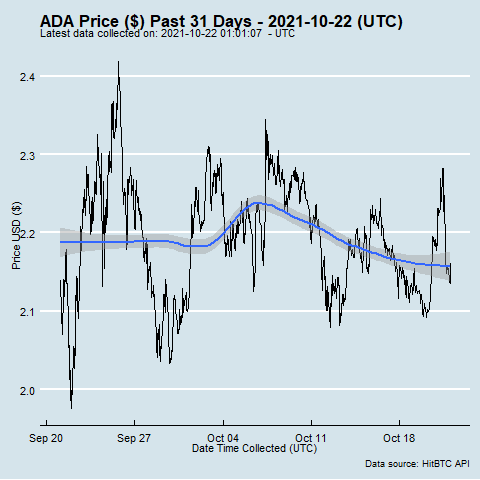 ADA Price ($) Past 31 Days - 2021-10-22 (UTC)
Latest data collected on: 2021-10-22 01:01:07 - UTC
2.4
2.3
2.2
2.1
2.0
Price USD ($)
Sep 20 Sep 27 Oct 04 Oct 11 Oct 18
Date Time Collected (UTC)
Data source: HitBTC API